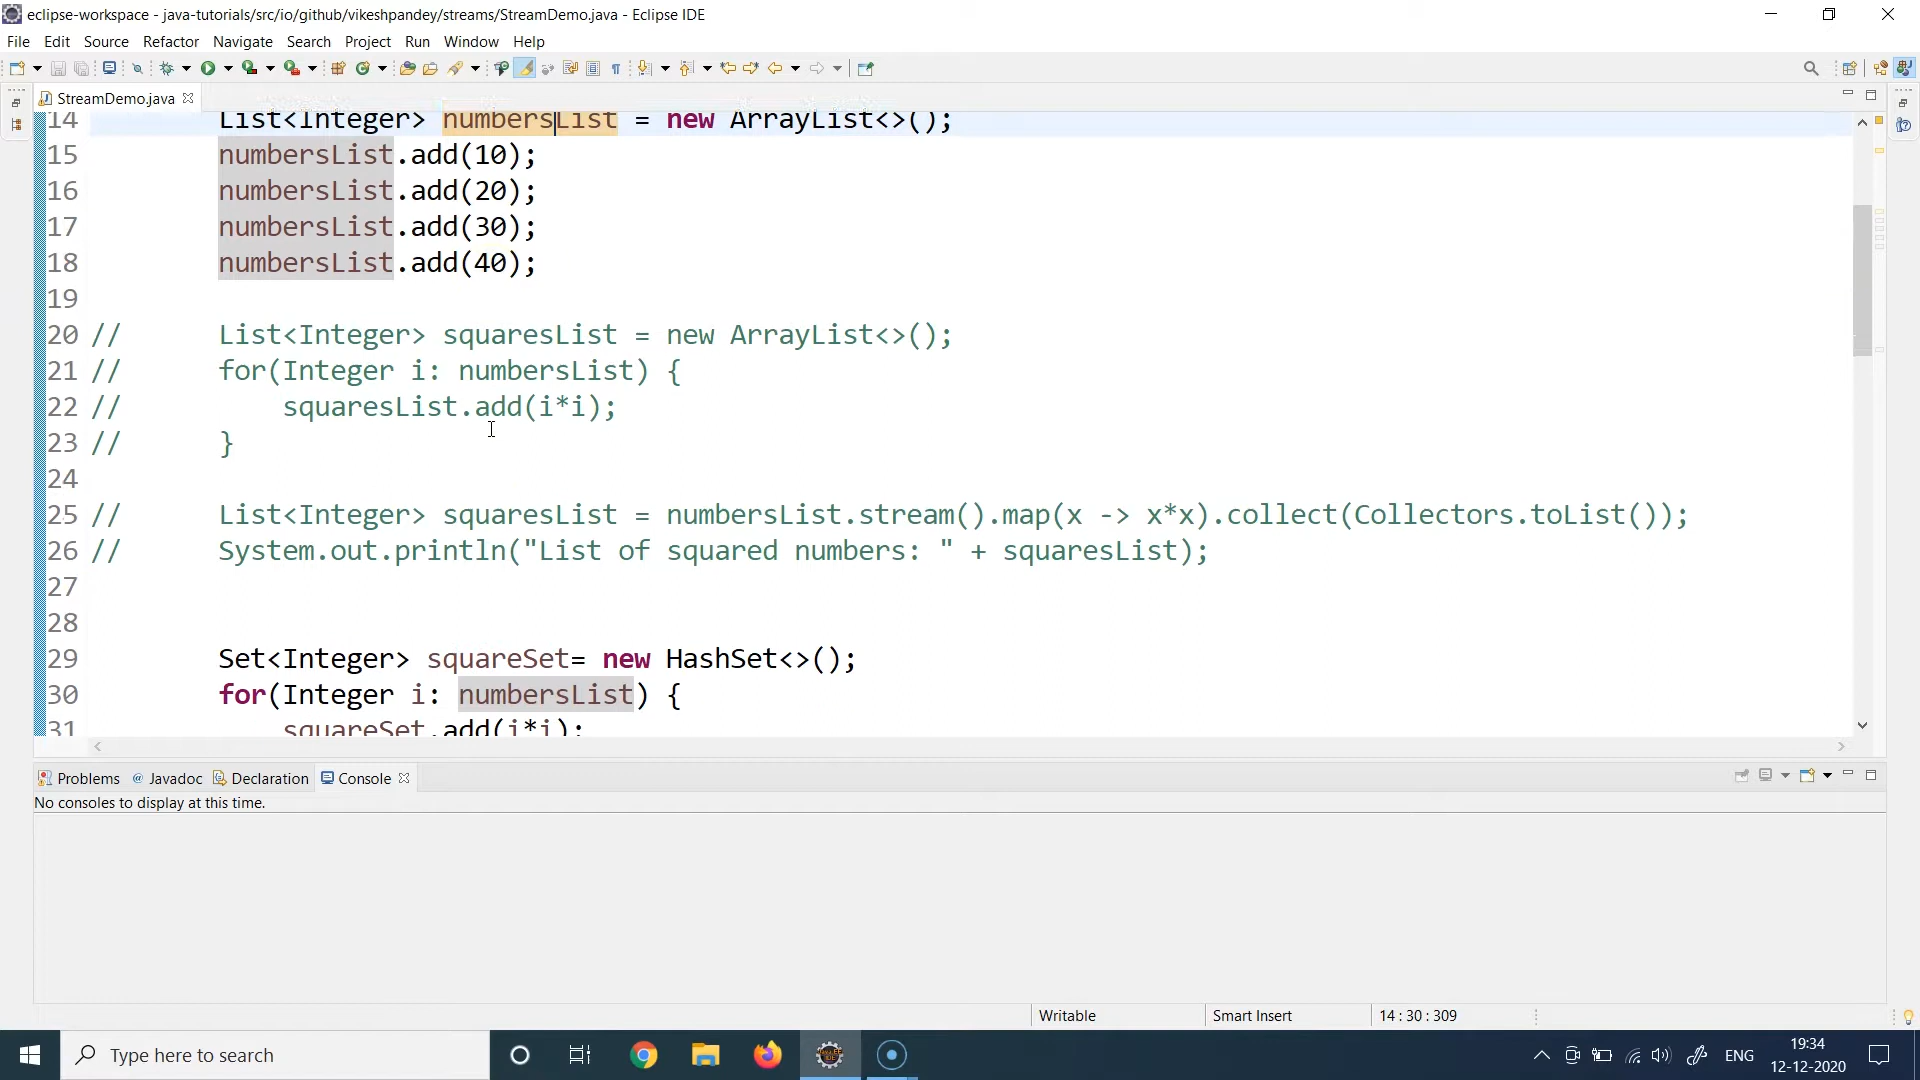 eclipse-workspace - java-tutorials/src/io/github/vikeshpandey/streams/StreamDemo.java - Eclipse IDE
File Edit Source Refactor Navigate Search Project Run Window Help
StreamDemo.java
14 List<Integer> numbersList = new ArrayList<>();
15 numbersList.add(10);
16 numbersList.add(20);
17 numbersList.add(30);
18 numbersList.add(40);
19
20 // List<Integer> squaresList = new ArrayList<>();
21 // for(Integer i: numbersList) {
22 // squaresList.add(i*i);
23 // }
24
25 // List<Integer> squaresList = numbersList.stream().map(x -> x*x).collect(Collectors.toList());
26 // System.out.println("List of squared numbers: " + squaresList);
27
28
29 Set<Integer> squareSet= new HashSet<>();
30 for(Integer i: numbersList) {
31 squareSet.add(i*i);
Problems @ Javadoc Declaration Console
No consoles to display at this time.
Writable Smart Insert 14 : 30 : 309
Type here to search
ENG
19:34
12-12-2020